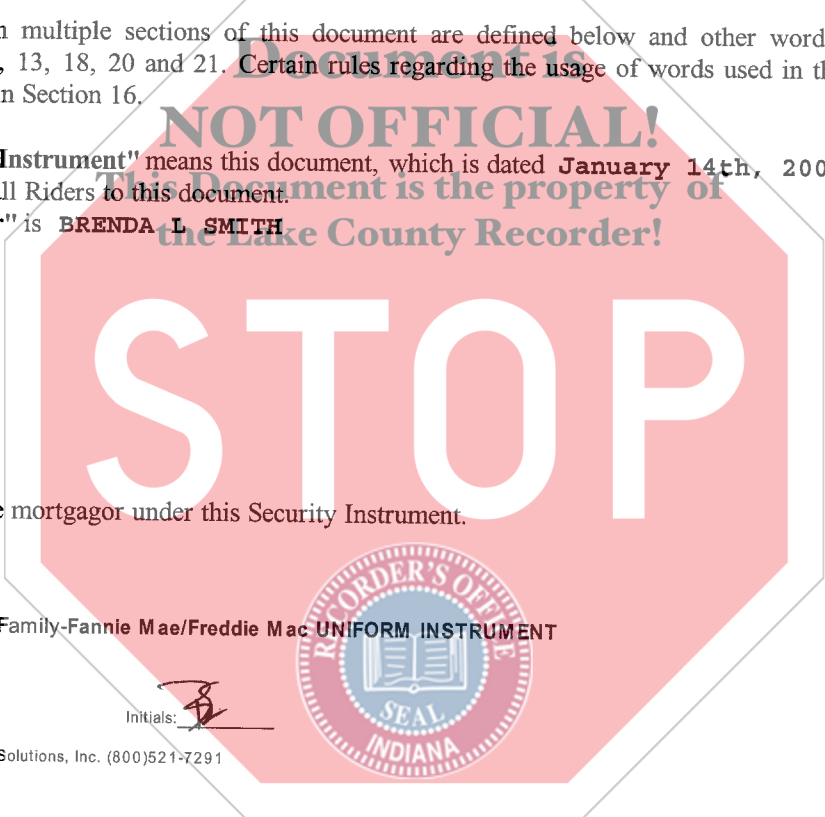 multiple sections of this document are defined below and other word
, 13, 18, 20 and 21. Certain rules regarding the usage of words used in th
n Section 16.
Document is
NOT OFFICIAL!
Instrument" means this document, which is dated January 14th, 200
ll Riders to this document.
This Document is the property of
" is BRENDA L SMITH
the Lake County Recorder!
STOP
e mortgagor under this Security Instrument.
RECORDER'S OFFICE
Family-Fannie Mae/Freddie Mac UNIFORM INSTRUMENT
SEAL
INDIANA
Initials:
Solutions, Inc. (800)521-7291